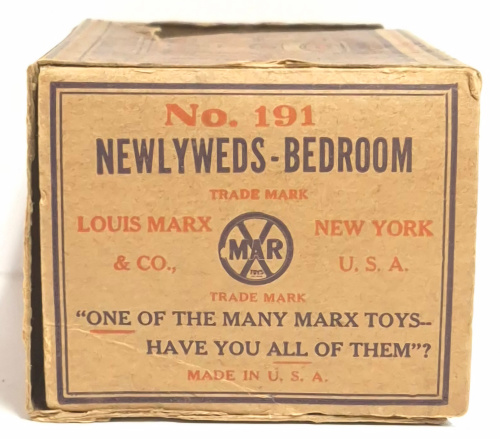 No. 191
NEWLYWEDS-BEDROOM
TRADE MARK
LOUIS MARX
& CO.,
MAR
X
TOYS
NEW YORK
U. S. A.
TRADE MARK
"ONE OF THE MANY MARX TOYS--
HAVE YOU ALL OF THEM"?
MADE IN U. S. A.